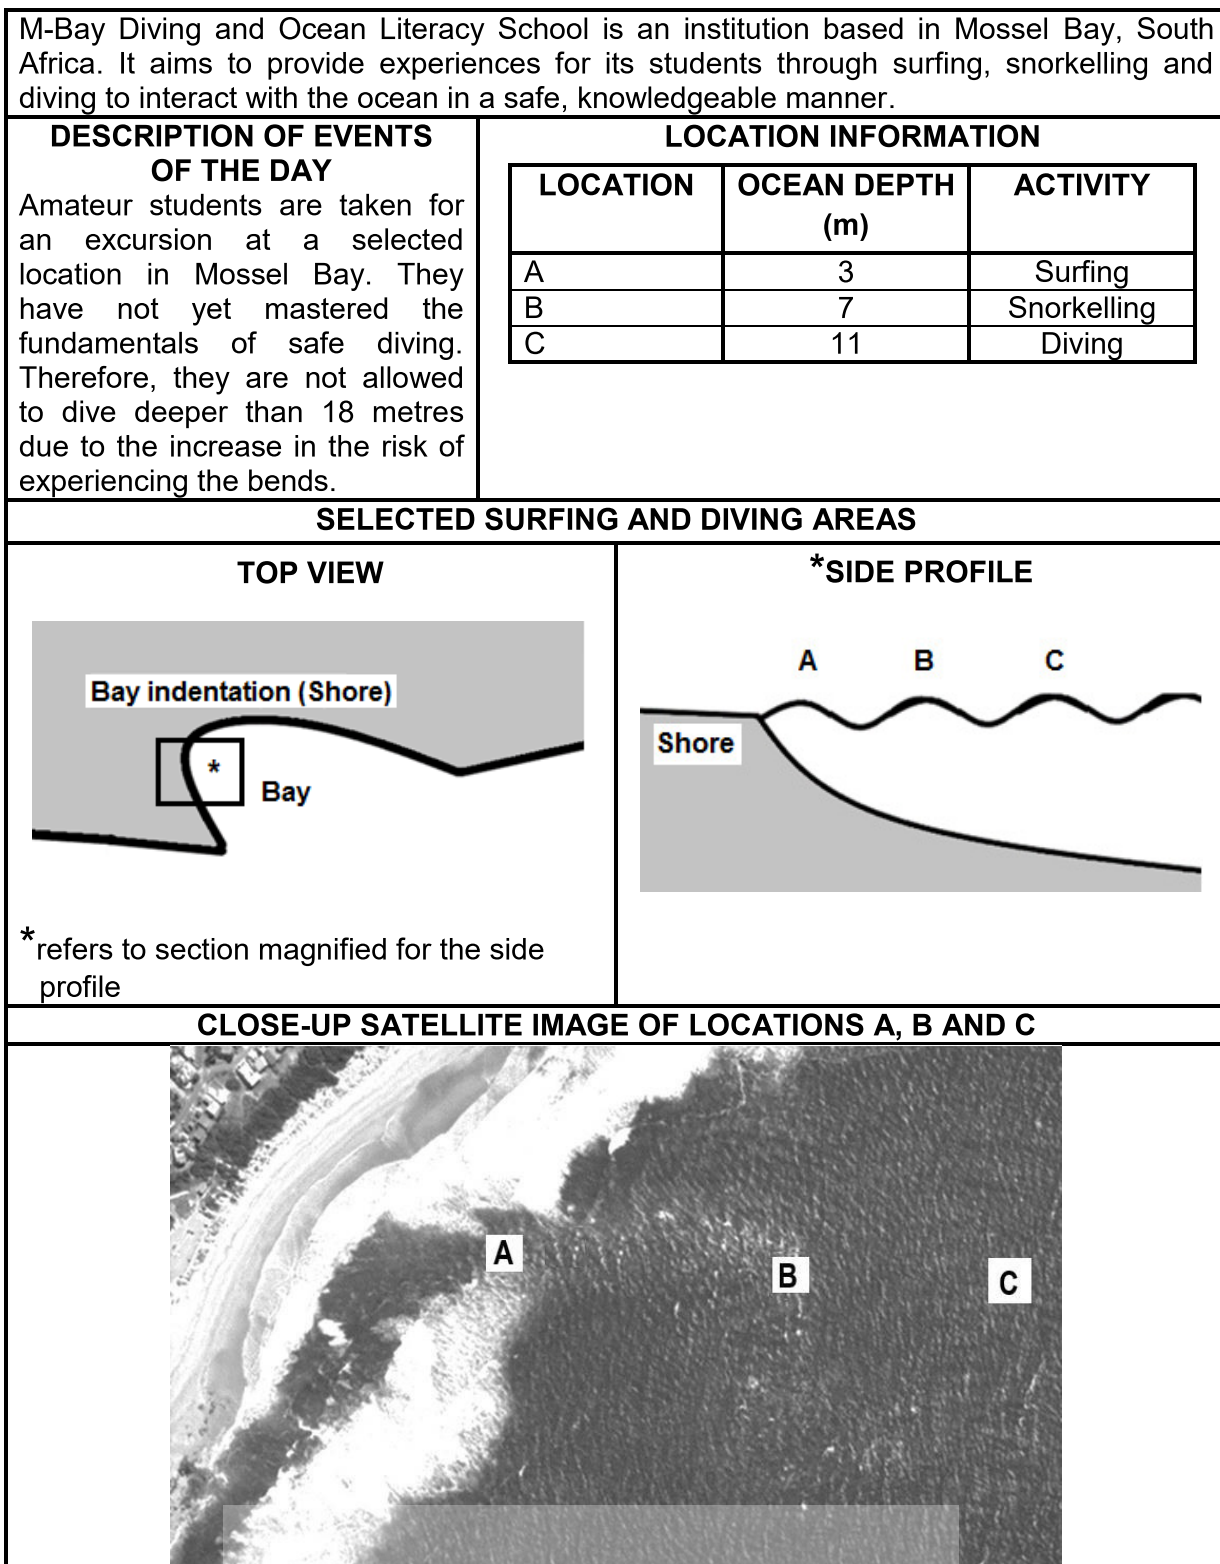 M-Bay Diving and Ocean Literacy School is an institution based in Mossel Bay, South
Africa. It aims to provide experiences for its students through surfing, snorkelling and
diving to interact with the ocean in a safe, knowledgeable manner.
DESCRIPTION OF EVENTS
OF THE DAY
Amateur students are taken for
an excursion at a selected
location in Mossel Bay. They
have not yet mastered the
fundamentals of safe diving.
Therefore, they are not allowed
to dive deeper than 18 metres
due to the increase in the risk of
experiencing the bends.
LOCATION INFORMATION
LOCATION OCEAN DEPTH ACTIVITY
(m)
A 3 Surfing
B 7 Snorkelling
C 11 Diving
SELECTED SURFING AND DIVING AREAS
TOP VIEW
Bay indentation (Shore)
*
Bay
*refers to section magnified for the side
profile
*SIDE PROFILE
A B C
Shore
CLOSE-UP SATELLITE IMAGE OF LOCATIONS A, B AND C
A
B
C